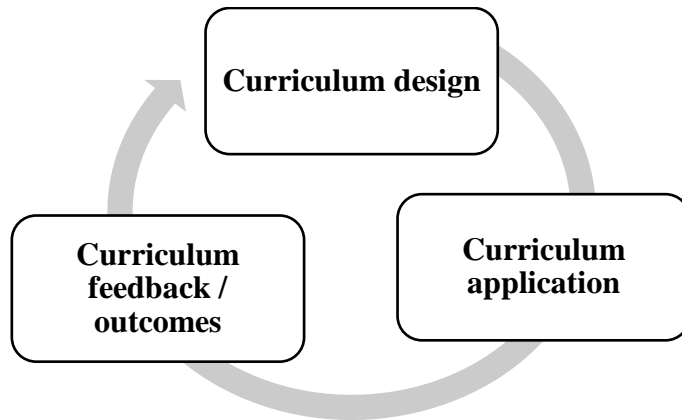 Curriculum design
Curriculum
application
Curriculum
feedback /
outcomes